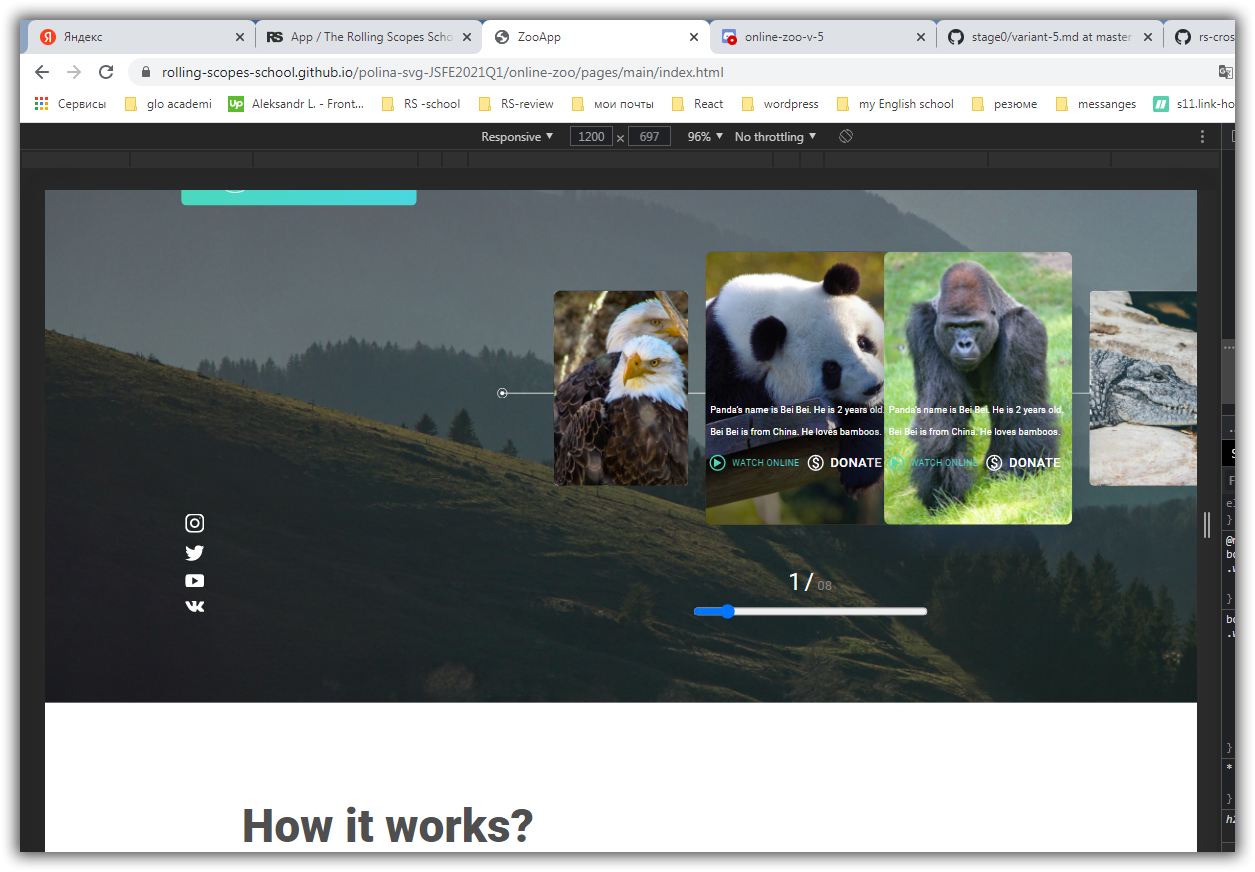 Яндекс
RS App / The Rolling Scopes Scho
ZooApp
online-zoo-v-5
stage0/variant-5.md at master
rs-cros
rolling-scopes-school.github.io/polina-svg-JSFE2021Q1/online-zoo/pages/main/index.html
Сервисы
glo academi
Up Aleksandr L. - Front...
RS -school
RS-review
мои почты
React
wordpress
my English school
резюме
messanges
s11.link-ho
Responsive
1200 × 697
96%
No throttling
Panda's name is Bei Bei. He is 2 years old.
Bei Bei is from China. He loves bamboos.
WATCH ONLINE
DONATE
Panda's name is Bei Bei. He is 2 years old.
Bei Bei is from China. He loves bamboos.
WATCH ONLINE
DONATE
1 / 08
How it works?